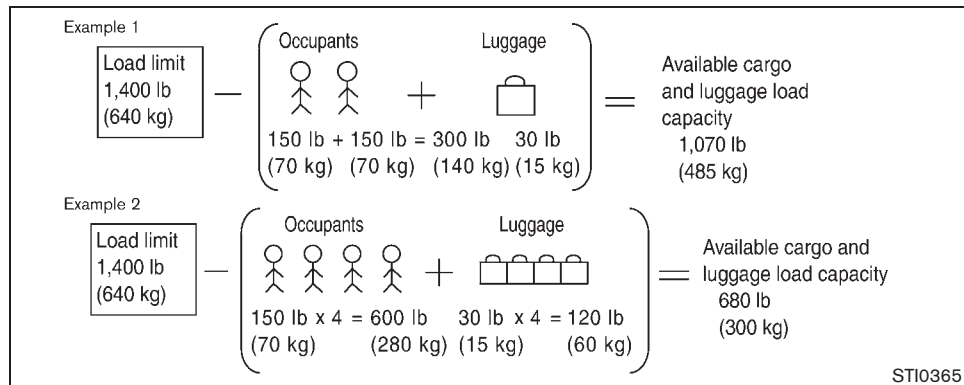 Example 1
Load limit
1,400 lb
(640 kg)
Occupants
Luggage
150 lb + 150 lb = 300 lb 30 lb
(70 kg) (70 kg) (140 kg) (15 kg)
Available cargo
and luggage load
capacity
1,070 lb
(485 kg)
Example 2
Load limit
1,400 lb
(640 kg)
Occupants
Luggage
150 lb x 4 = 600 lb 30 lb x 4 = 120 lb
(70 kg) (280 kg) (15 kg) (60 kg)
Available cargo and
luggage load capacity
680 lb
(300 kg)
STI0365